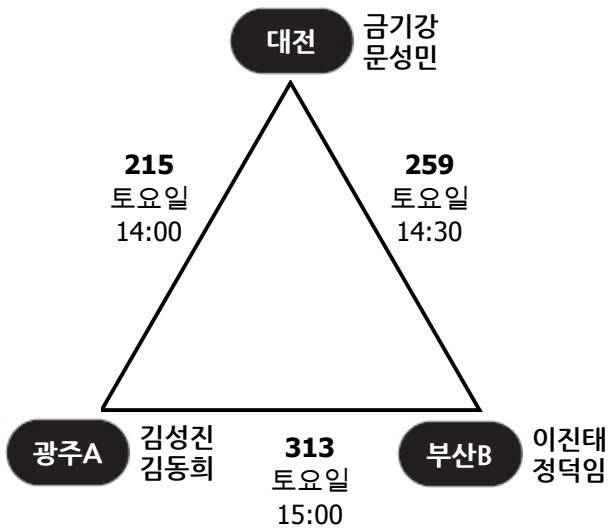 대전
금기강
문성민
215
토요일
14:00
259
토요일
14:30
광주A
김성진
김동희
313
토요일
15:00
부산B
이진태
정덕임